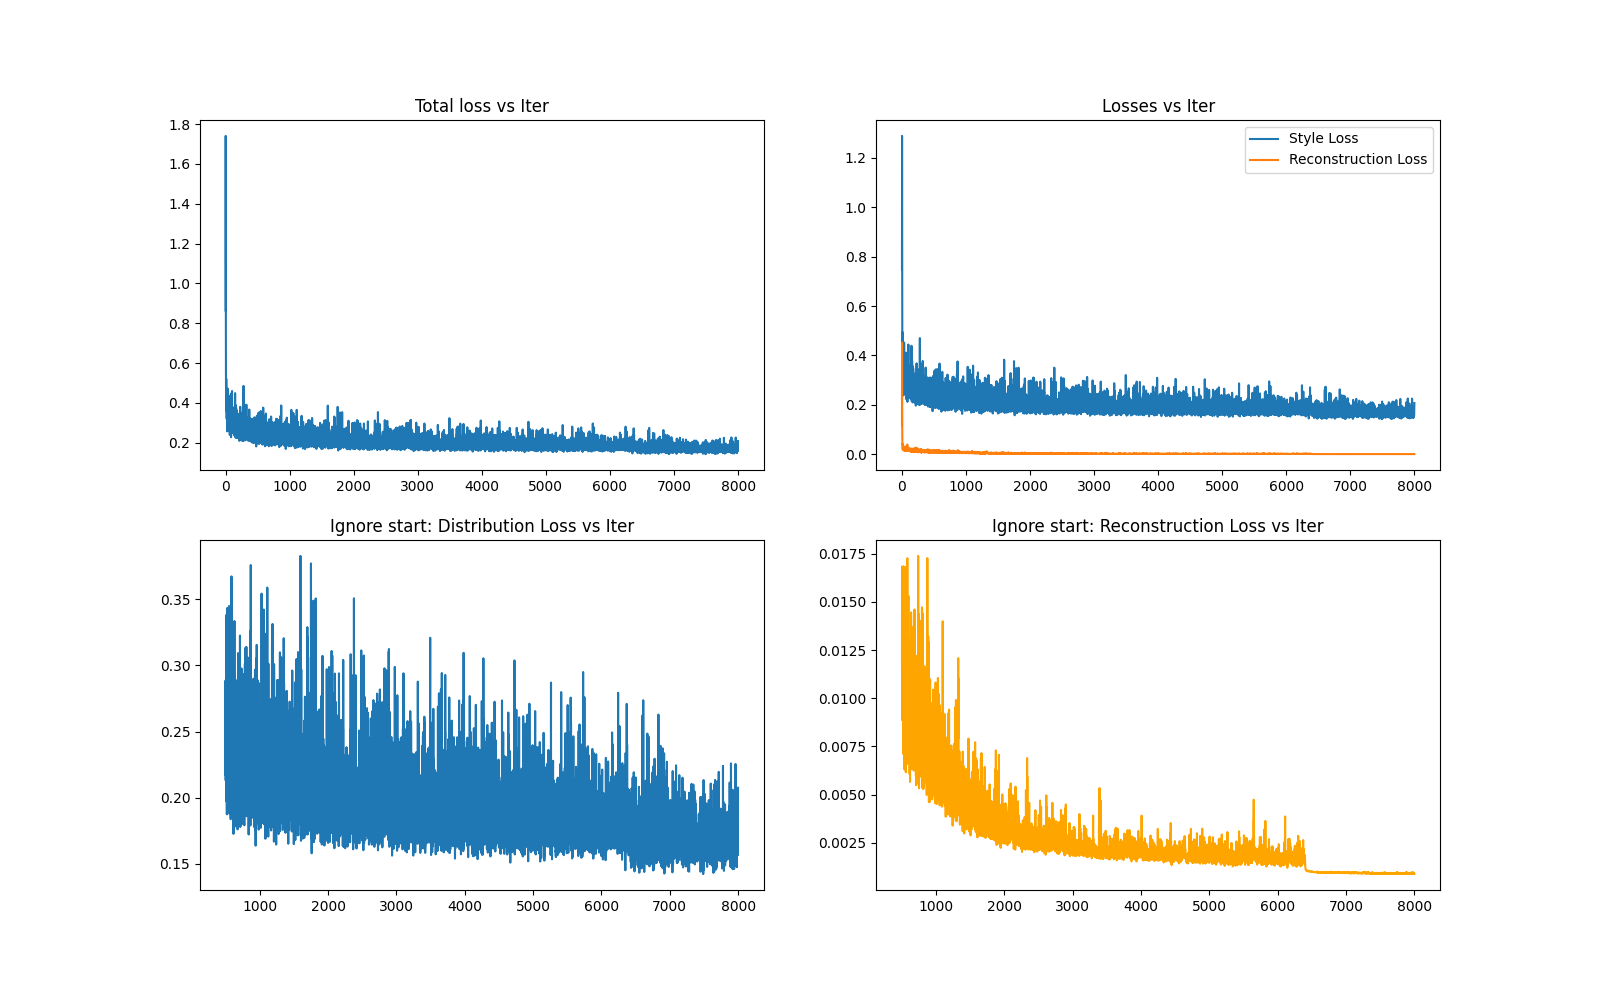 Total loss vs Iter
1.8
1.6
1.4
1.2
1.0
0.8
0.6
0.4
0.2
0 1000 2000 3000 4000 5000 6000 7000 8000
Losses vs Iter
Style Loss
Reconstruction Loss
1.2
1.0
0.8
0.6
0.4
0.2
0.0
0 1000 2000 3000 4000 5000 6000 7000 8000
Ignore start: Distribution Loss vs Iter
0.35
0.30
0.25
0.20
0.15
1000 2000 3000 4000 5000 6000 7000 8000
Ignore start: Reconstruction Loss vs Iter
0.0175
0.0150
0.0125
0.0100
0.0075
0.0050
0.0025
1000 2000 3000 4000 5000 6000 7000 8000